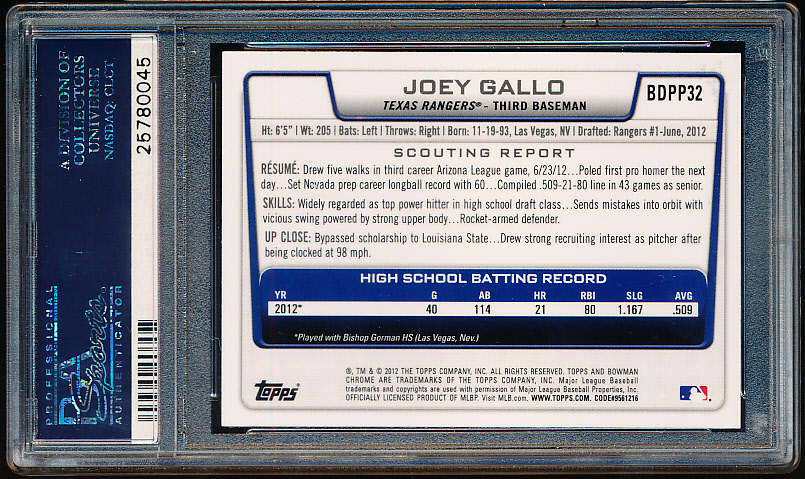 A DIVISION OF
COLLECTORS
UNIVERSE
NASDAQ: CLCT
25780045
PROFESSIONAL
PSA
Sports
AUTHENTICATOR
JOEY GALLO
TEXAS RANGERS® - THIRD BASEMAN
BDPP32
Ht: 6'5" | Wt: 205 | Bats: Left | Throws: Right | Born: 11-19-93, Las Vegas, NV | Drafted: Rangers #1-June, 2012
SCOUTING REPORT
RÉSUMÉ: Drew five walks in third career Arizona League game, 6/23/12...Poled first pro homer the next
day...Set Nevada prep career longball record with 60...Compiled .509-21-80 line in 43 games as senior.
SKILLS: Widely regarded as top power hitter in high school draft class...Sends mistakes into orbit with
vicious swing powered by strong upper body...Rocket-armed defender.
UP CLOSE: Bypassed scholarship to Louisiana State...Drew strong recruiting interest as pitcher after
being clocked at 98 mph.
HIGH SCHOOL BATTING RECORD
YR G AB HR RBI SLG AVG
2012* 40 114 21 80 1.167 .509
*Played with Bishop Gorman HS (Las Vegas, Nev.)
®, TM & © 2012 THE TOPPS COMPANY, INC. ALL RIGHTS RESERVED. TOPPS AND BOWMAN
CHROME ARE TRADEMARKS OF THE TOPPS COMPANY, INC. Major League Baseball
trademarks and copyrights are used with permission of Major League Baseball Properties, Inc.
OFFICIALLY LICENSED PRODUCT OF MLBP. Visit MLB.com. WWW.TOPPS.COM. CODE#9561216
Topps